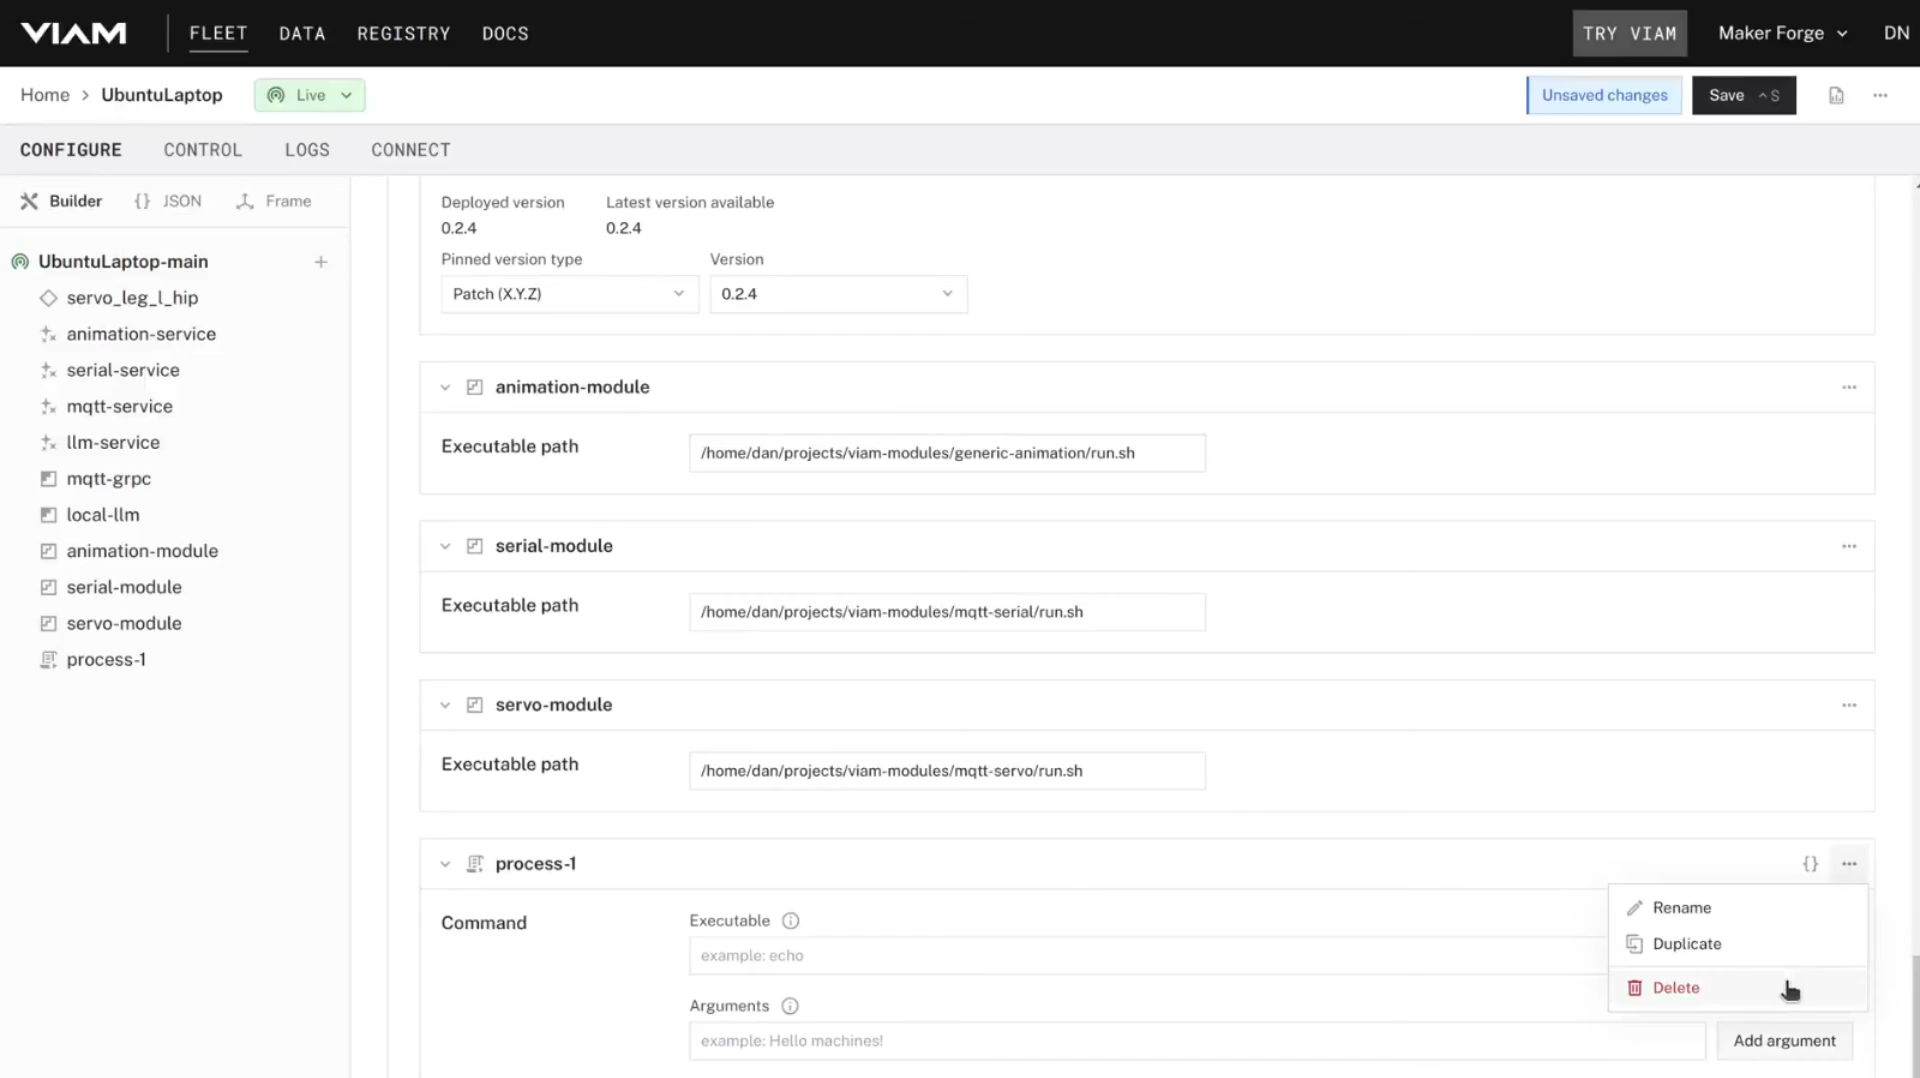 VIAM FLEET DATA REGISTRY DOCS TRY VIAM Maker Forge DN
Home > UbuntuLaptop Live Unsaved changes Save ^S
CONFIGURE CONTROL LOGS CONNECT
Builder {} JSON Frame
UbuntuLaptop-main
servo_leg_l_hip
animation-service
serial-service
mqtt-service
llm-service
mqtt-grpc
local-llm
animation-module
serial-module
servo-module
process-1
Deployed version Latest version available
0.2.4 0.2.4
Pinned version type Version
Patch (X.Y.Z) 0.2.4
animation-module
Executable path /home/dan/projects/viam-modules/generic-animation/run.sh
serial-module
Executable path /home/dan/projects/viam-modules/mqtt-serial/run.sh
servo-module
Executable path /home/dan/projects/viam-modules/mqtt-servo/run.sh
process-1 {}
Command Executable
example: echo
Arguments
example: Hello machines! Add argument
Rename
Duplicate
Delete